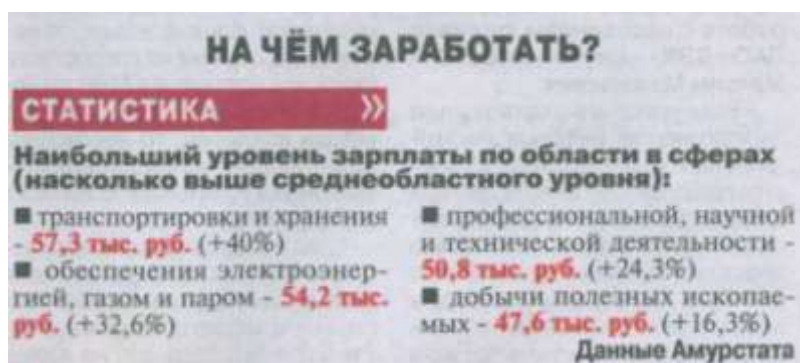 НА ЧЁМ ЗАРАБОТАТЬ?
СТАТИСТИКА »
Наибольший уровень зарплаты по области в сферах
(насколько выше среднеобластного уровня):
■ транспортировки и хранения
- 57,3 тыс. руб. (+40%)
■ обеспечения электроэнер-
гией, газом и паром - 54,2 тыс.
руб. (+32,6%)
■ профессиональной, научной
и технической деятельности -
50,8 тыс. руб. (+24,3%)
■ добычи полезных ископае-
мых - 47,6 тыс. руб. (+16,3%)
Данные Амурстата